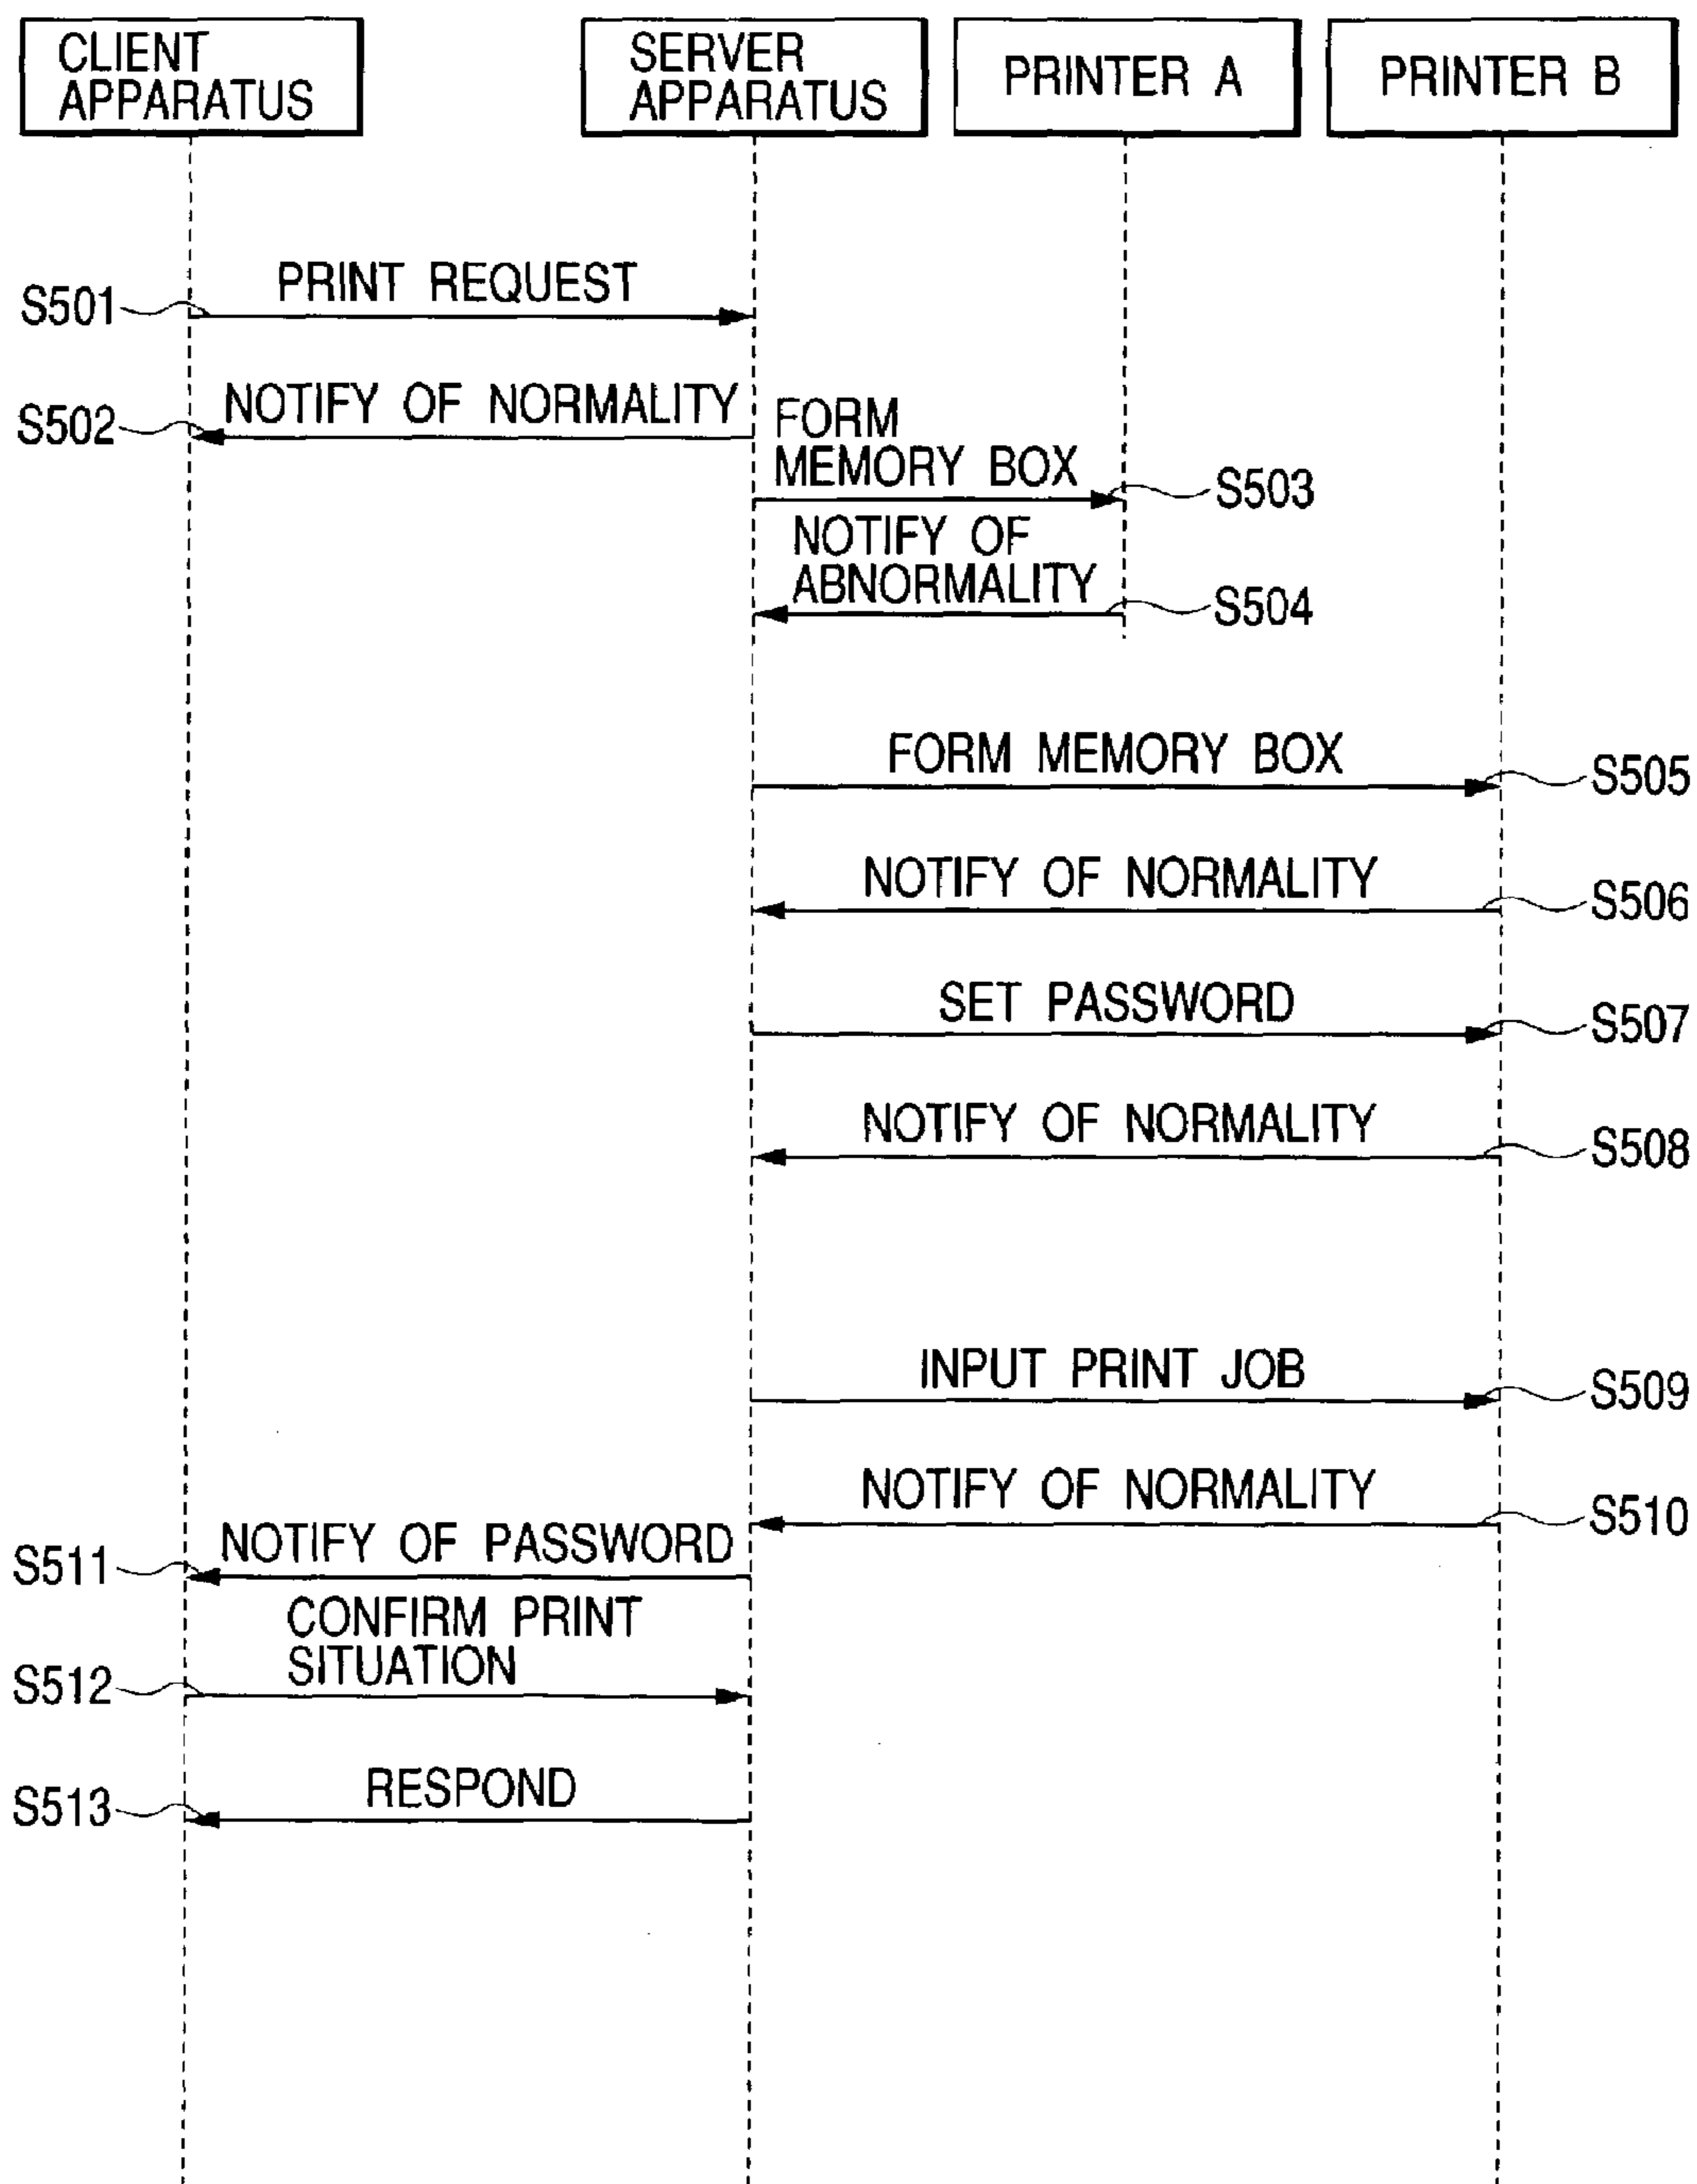 CLIENT
APPARATUS
SERVER
APPARATUS
PRINTER A
PRINTER B
PRINT REQUEST
S501
NOTIFY OF NORMALITY
S502
FORM
MEMORY BOX
S503
NOTIFY OF
ABNORMALITY
S504
FORM MEMORY BOX
S505
NOTIFY OF NORMALITY
S506
SET PASSWORD
S507
NOTIFY OF NORMALITY
S508
INPUT PRINT JOB
S509
NOTIFY OF NORMALITY
S510
NOTIFY OF PASSWORD
S511
CONFIRM PRINT
SITUATION
S512
RESPOND
S513